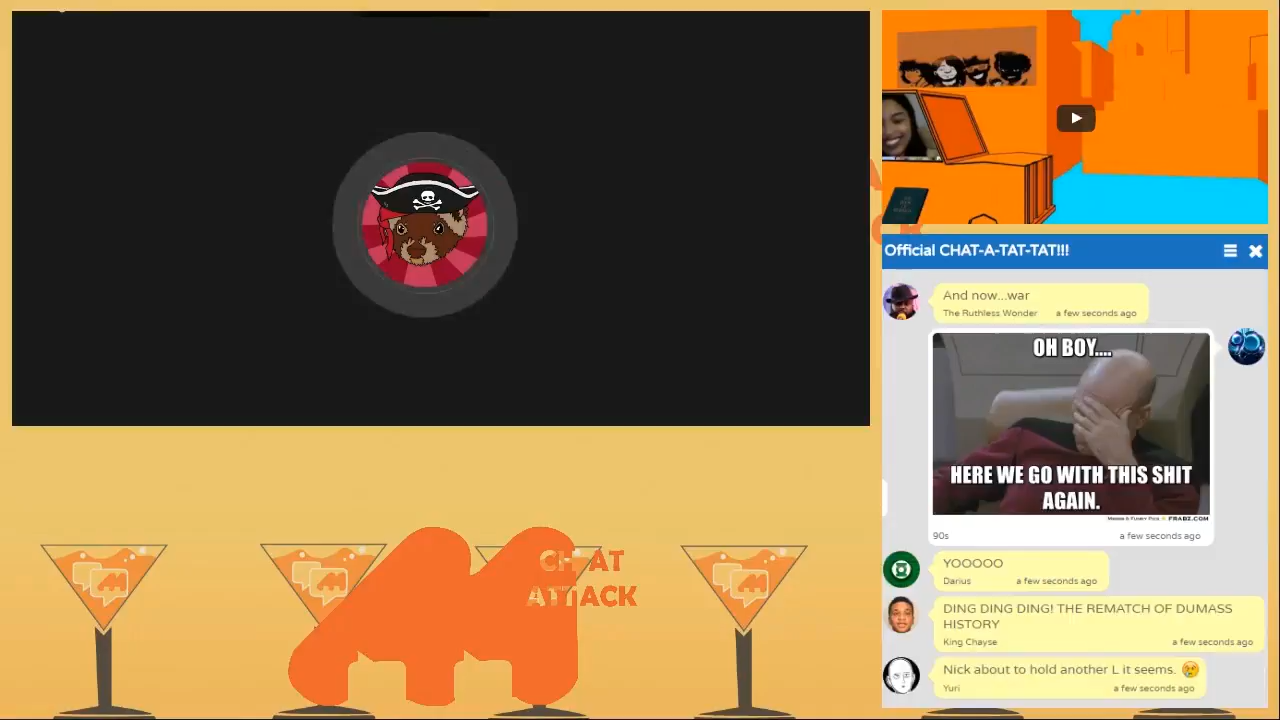 Official CHAT-A-TAT-TAT!!!
And now...war
The Ruthless Wonder a few seconds ago
OH BOY....
HERE WE GO WITH THIS SHIT
AGAIN.
FRABZ.COM
90s a few seconds ago
YOOOOO
Darius a few seconds ago
DING DING DING! THE REMATCH OF DUMASS
HISTORY
King Chayse a few seconds ago
Nick about to hold another L it seems. 😢
Yuri a few seconds ago
CHAT
ATTACK